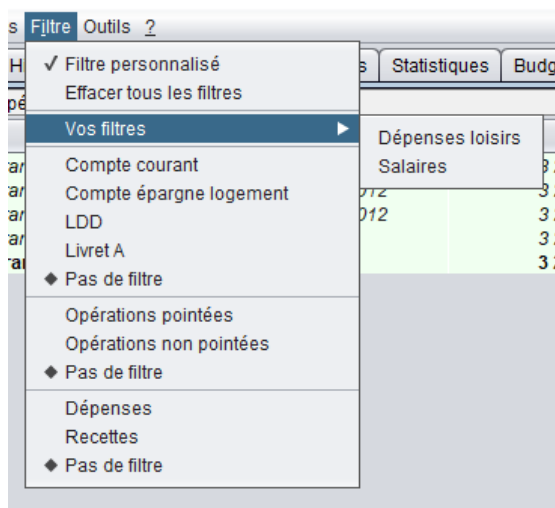 s Filtre Outils ?
H s Statistiques Budg
pé
✓ Filtre personnalisé
Effacer tous les filtres
Vos filtres ▶
Dépenses loisirs
Salaires
Compte courant
Compte épargne logement
LDD
Livret A
◆ Pas de filtre
Opérations pointées
Opérations non pointées
◆ Pas de filtre
Dépenses
Recettes
◆ Pas de filtre